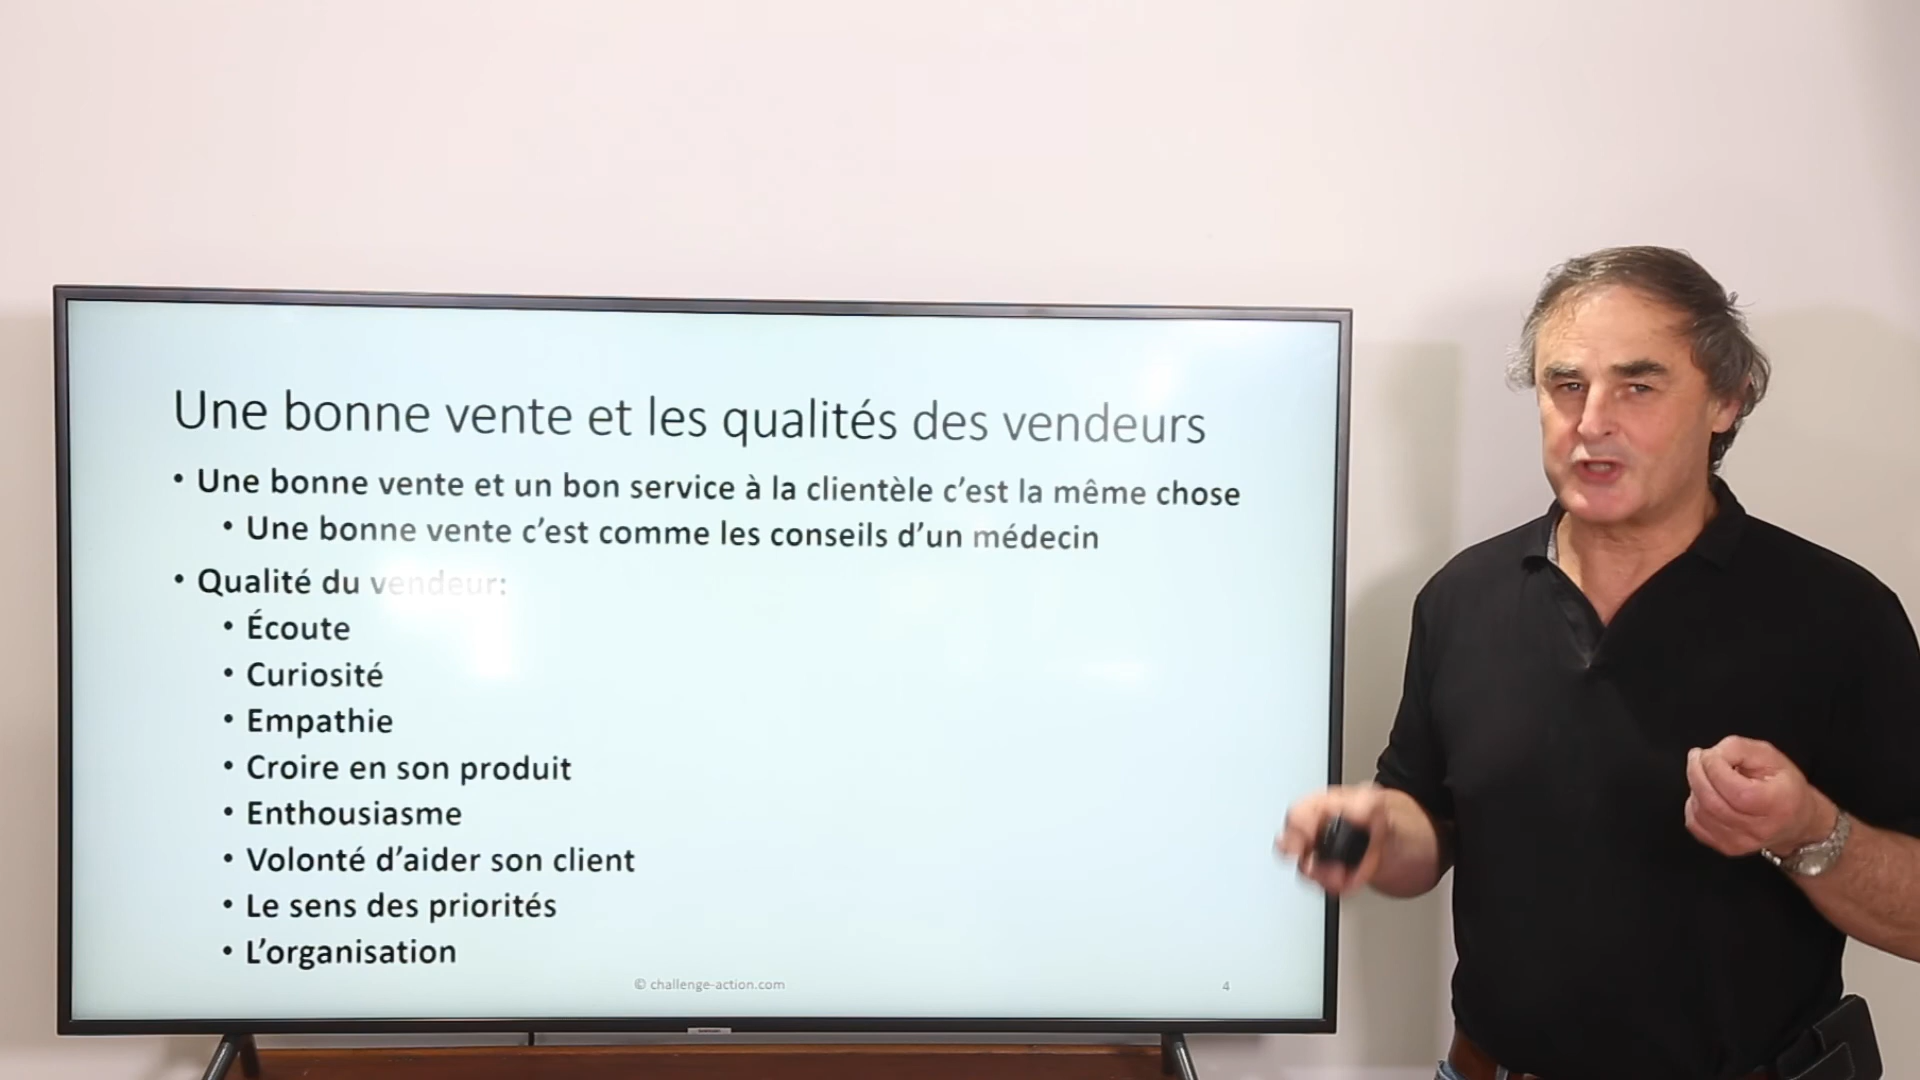 Une bonne vente et les qualités des vendeurs
• Une bonne vente et un bon service à la clientèle c’est la même chose
• Une bonne vente c’est comme les conseils d’un médecin
• Qualité du vendeur:
• Écoute
• Curiosité
• Empathie
• Croire en son produit
• Enthousiasme
• Volonté d’aider son client
• Le sens des priorités
• L’organisation
© challenge-action.com
4